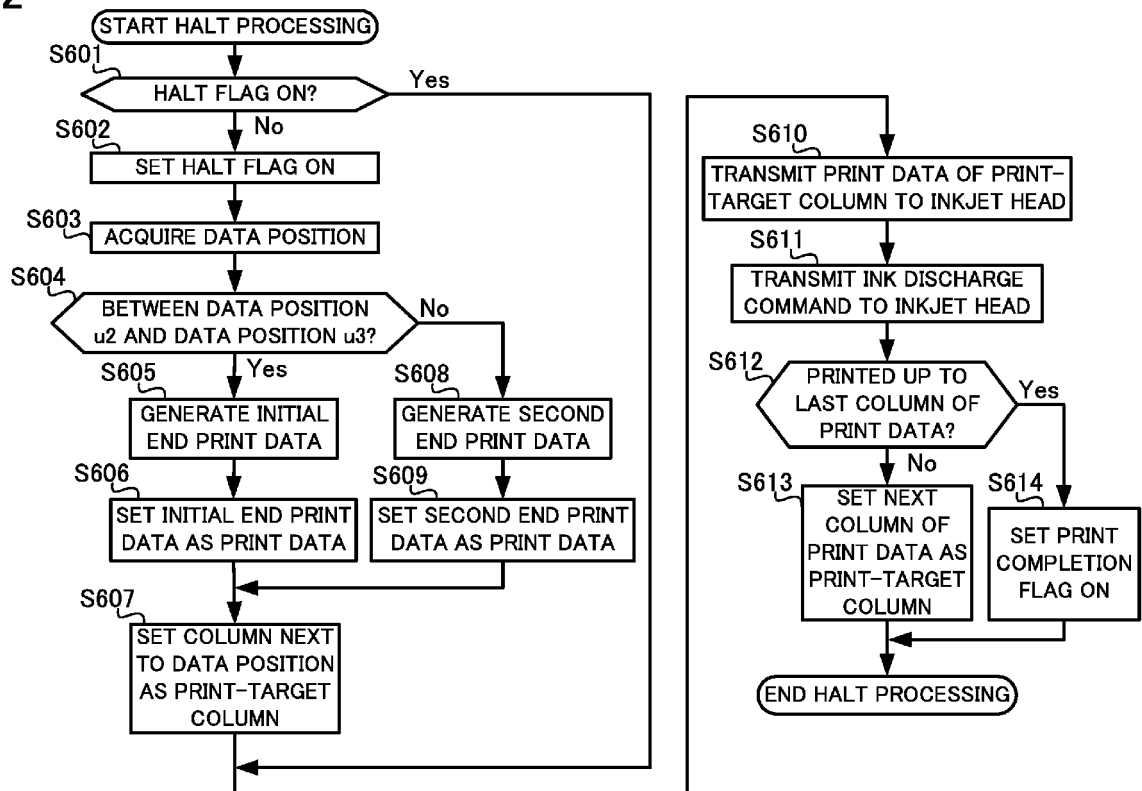 START HALT PROCESSING
S601
HALT FLAG ON?
Yes
No
S602
SET HALT FLAG ON
S603
ACQUIRE DATA POSITION
S604
BETWEEN DATA POSITION
u2 AND DATA POSITION u3?
No
Yes
S605
GENERATE INITIAL
END PRINT DATA
S608
GENERATE SECOND
END PRINT DATA
S606
SET INITIAL END PRINT
DATA AS PRINT DATA
S609
SET SECOND END PRINT
DATA AS PRINT DATA
S607
SET COLUMN NEXT
TO DATA POSITION
AS PRINT-TARGET
COLUMN
S610
TRANSMIT PRINT DATA OF PRINT-
TARGET COLUMN TO INKJET HEAD
S611
TRANSMIT INK DISCHARGE
COMMAND TO INKJET HEAD
S612
PRINTED UP TO
LAST COLUMN OF
PRINT DATA?
Yes
No
S613
SET NEXT
COLUMN OF
PRINT DATA AS
PRINT-TARGET
COLUMN
S614
SET PRINT
COMPLETION
FLAG ON
END HALT PROCESSING